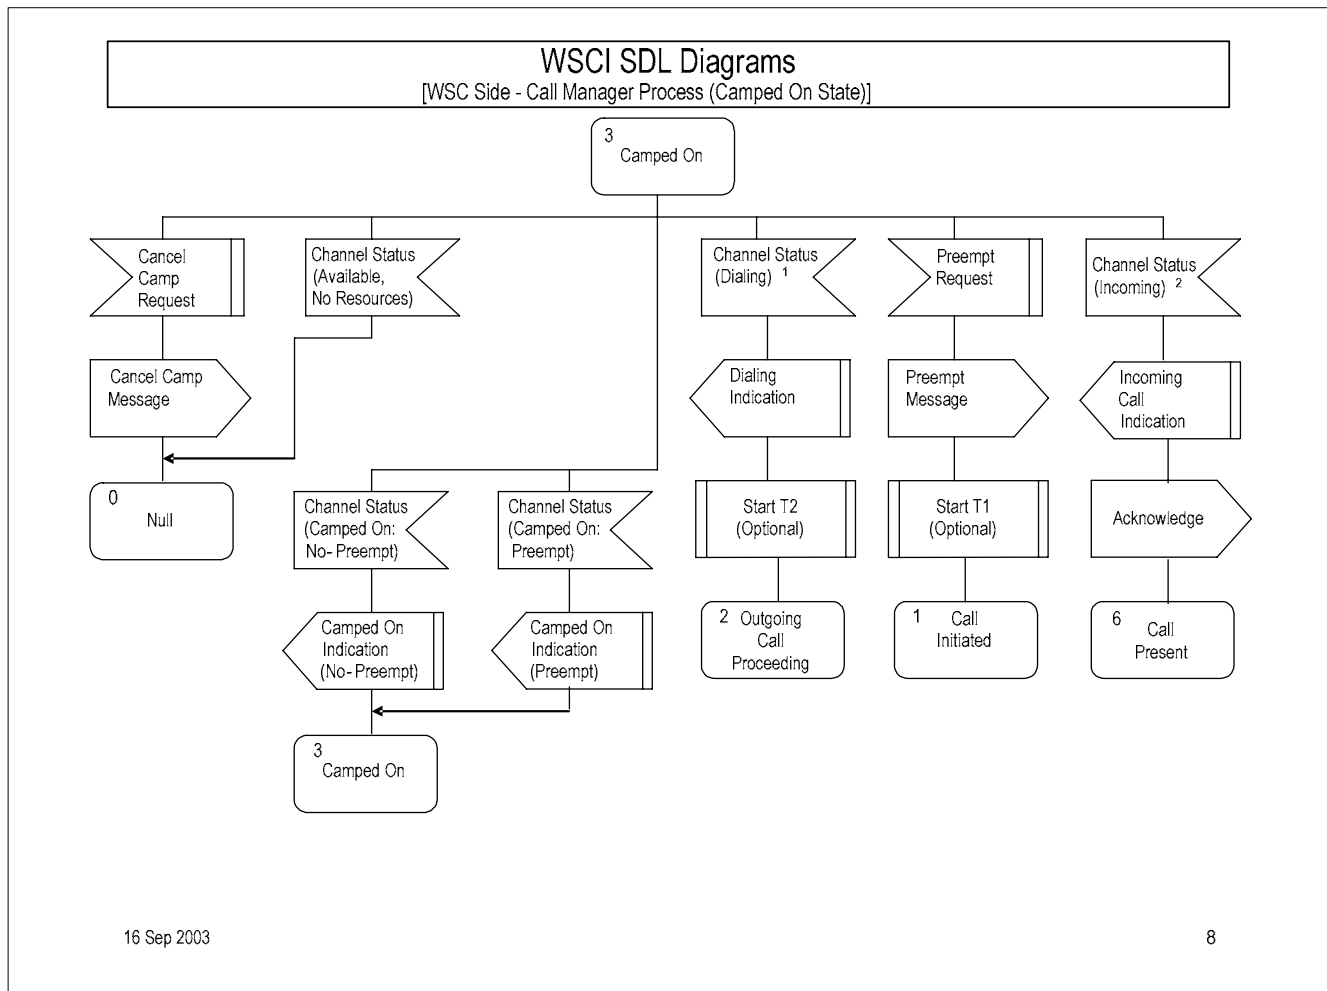 WSCI SDL Diagrams
[WSC Side - Call Manager Process (Camped On State)]
3
Camped On
Cancel
Camp
Request
Channel Status
(Available,
No Resources)
Channel Status
(Dialing) 1
Preempt
Request
Channel Status
(Incoming) 2
Cancel Camp
Message
Dialing
Indication
Preempt
Message
Incoming
Call
Indication
0
Null
Channel Status
(Camped On:
No- Preempt)
Channel Status
(Camped On:
Preempt)
Start T2
(Optional)
Start T1
(Optional)
Acknowledge
Camped On
Indication
(No- Preempt)
Camped On
Indication
(Preempt)
2 Outgoing
Call
Proceeding
1 Call
Initiated
6 Call
Present
3
Camped On
16 Sep 2003
8